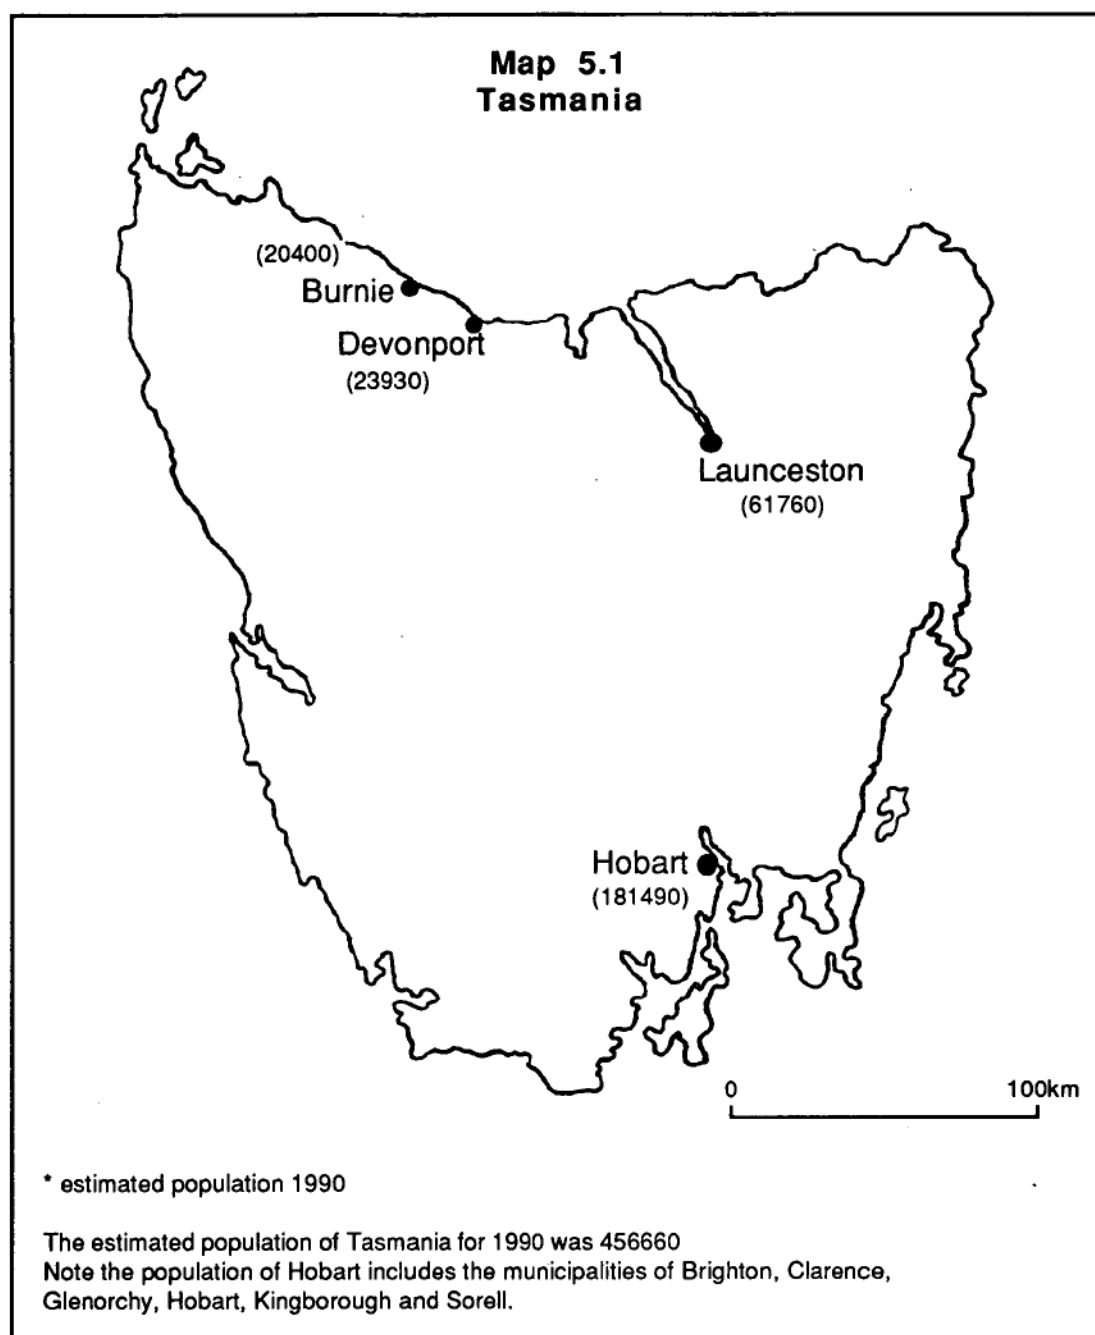 Map 5.1
Tasmania
(20400)
Burnie
Devonport
(23930)
Launceston
(61760)
Hobart
(181490)
0 100km
* estimated population 1990
The estimated population of Tasmania for 1990 was 456660
Note the population of Hobart includes the municipalities of Brighton, Clarence,
Glenorchy, Hobart, Kingborough and Sorell.